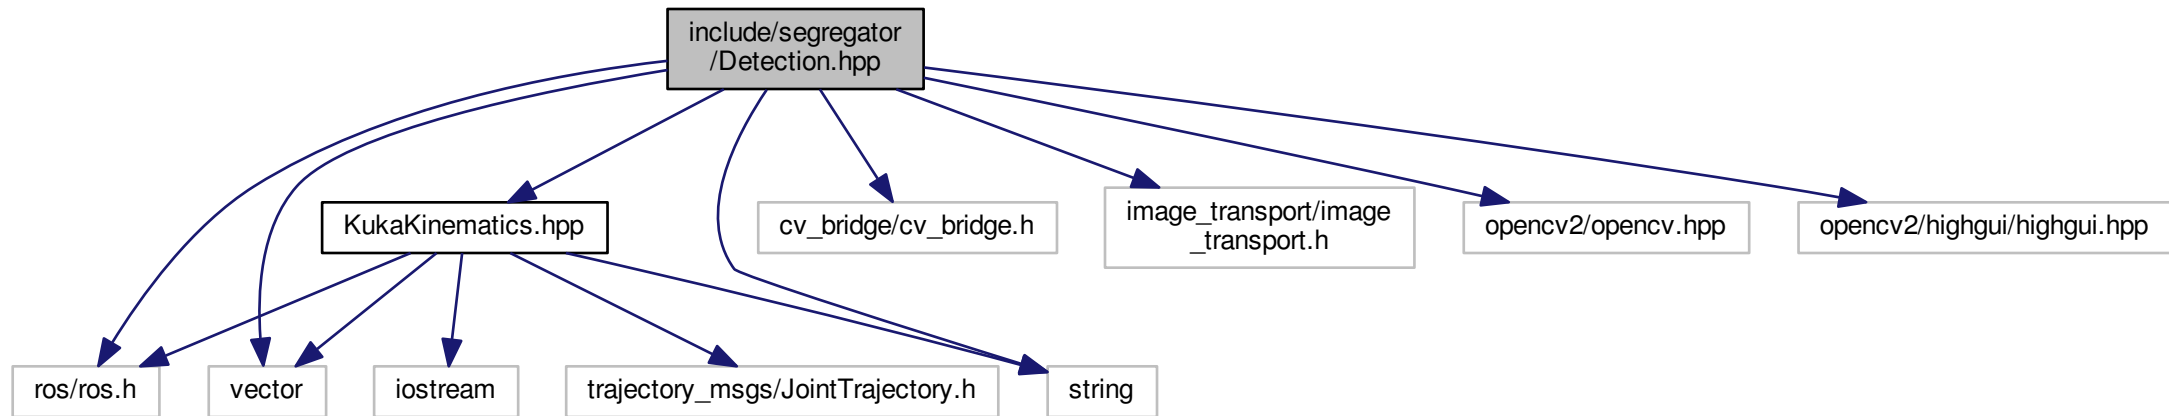 include/segregator
/Detection.hpp
KukaKinematics.hpp
cv_bridge/cv_bridge.h
image_transport/image
_transport.h
opencv2/opencv.hpp
opencv2/highgui/highgui.hpp
ros/ros.h
vector
iostream
trajectory_msgs/JointTrajectory.h
string